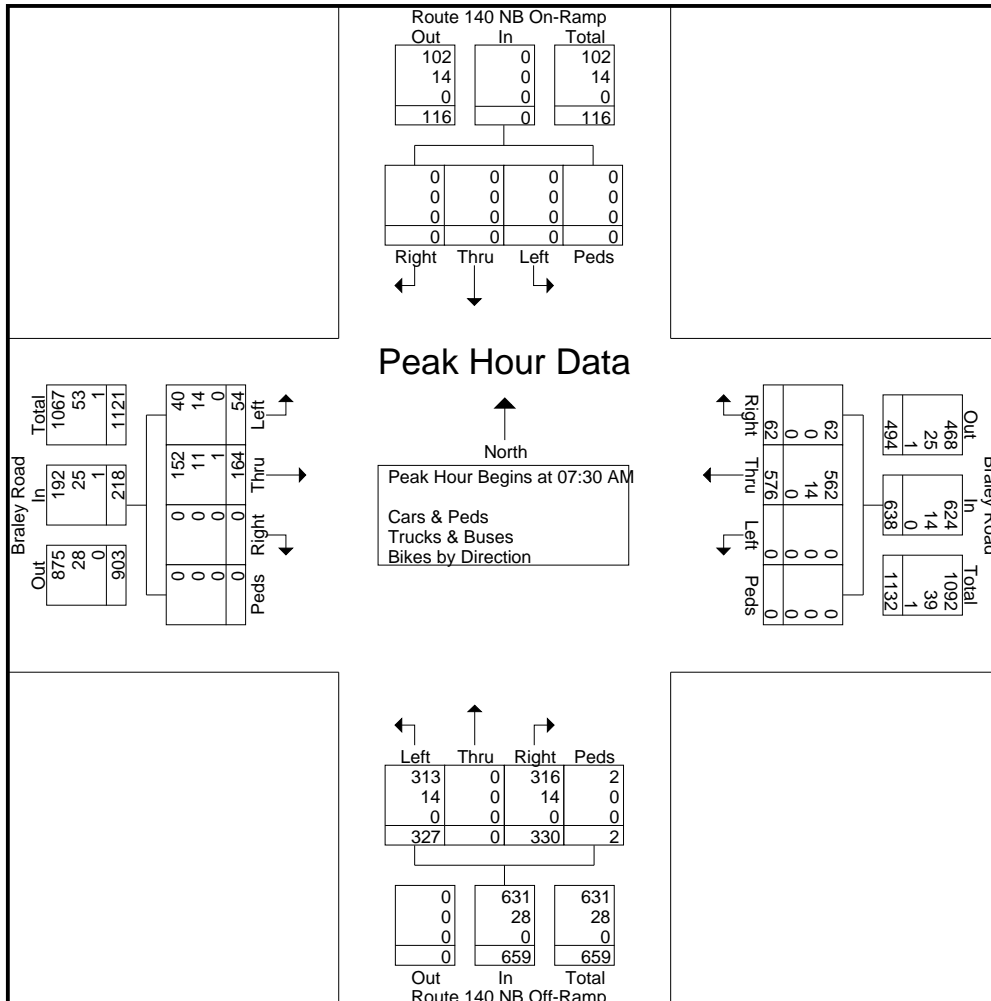 Route 140 NB On-Ramp
Out In Total
102 0 102
14 0 14
0 0 0
116 0 116
0 0 0 0
0 0 0 0
0 0 0 0
0 0 0 0
Right Thru Left Peds
Peak Hour Data
North
Peak Hour Begins at 07:30 AM
Cars & Peds
Trucks & Buses
Bikes by Direction
Braley Road
Total In Out
1067 192 875
53 25 28
1 1 0
1121 218 903
40 152 0 0
14 11 0 0
0 1 0 0
54 164 0 0
Left Thru Right Peds
Braley Road
Out In Total
468 624 1092
25 14 39
1 0 1
494 638 1132
62 562 0 0
0 14 0 0
0 0 0 0
62 576 0 0
Right Thru Left Peds
Left Thru Right Peds
313 0 316 2
14 0 14 0
0 0 0 0
327 0 330 2
0 631 631
0 28 28
0 0 0
0 659 659
Out In Total
Route 140 NB Off-Ramp